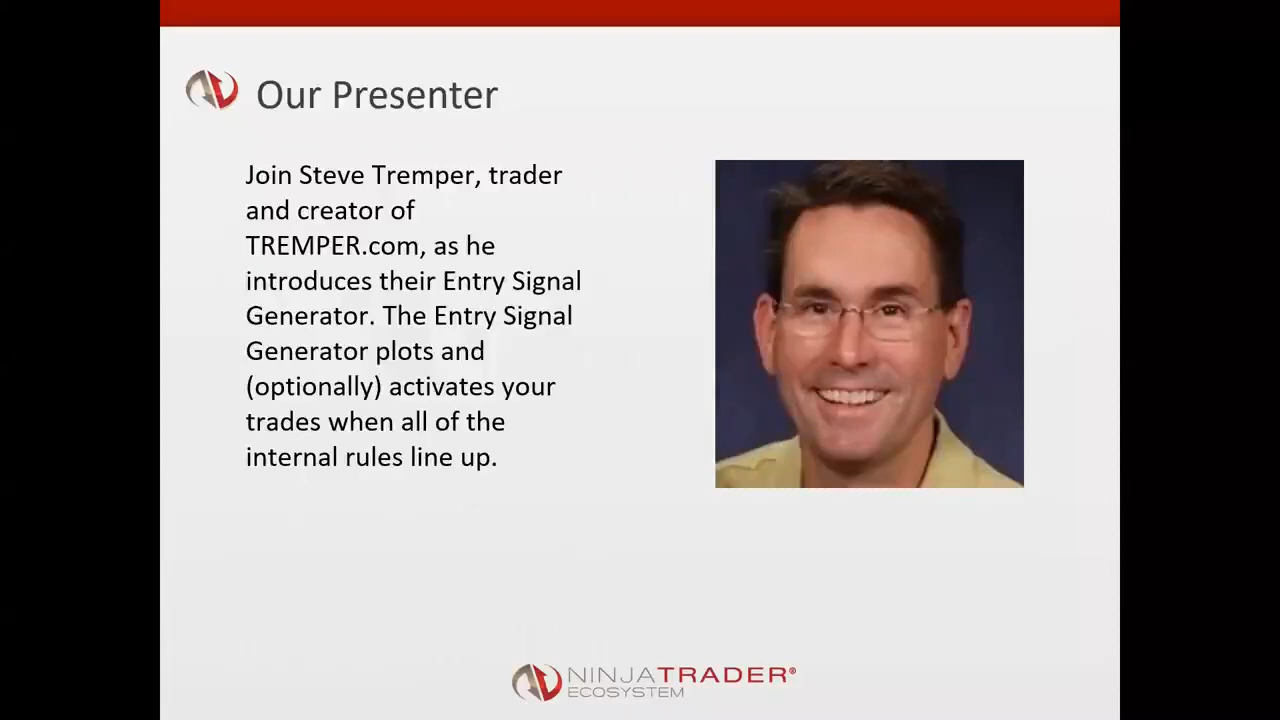 Our Presenter
Join Steve Tremper, trader
and creator of
TREMPER.com, as he
introduces their Entry Signal
Generator. The Entry Signal
Generator plots and
(optionally) activates your
trades when all of the
internal rules line up.
NINJATRADER®
ECOSYSTEM